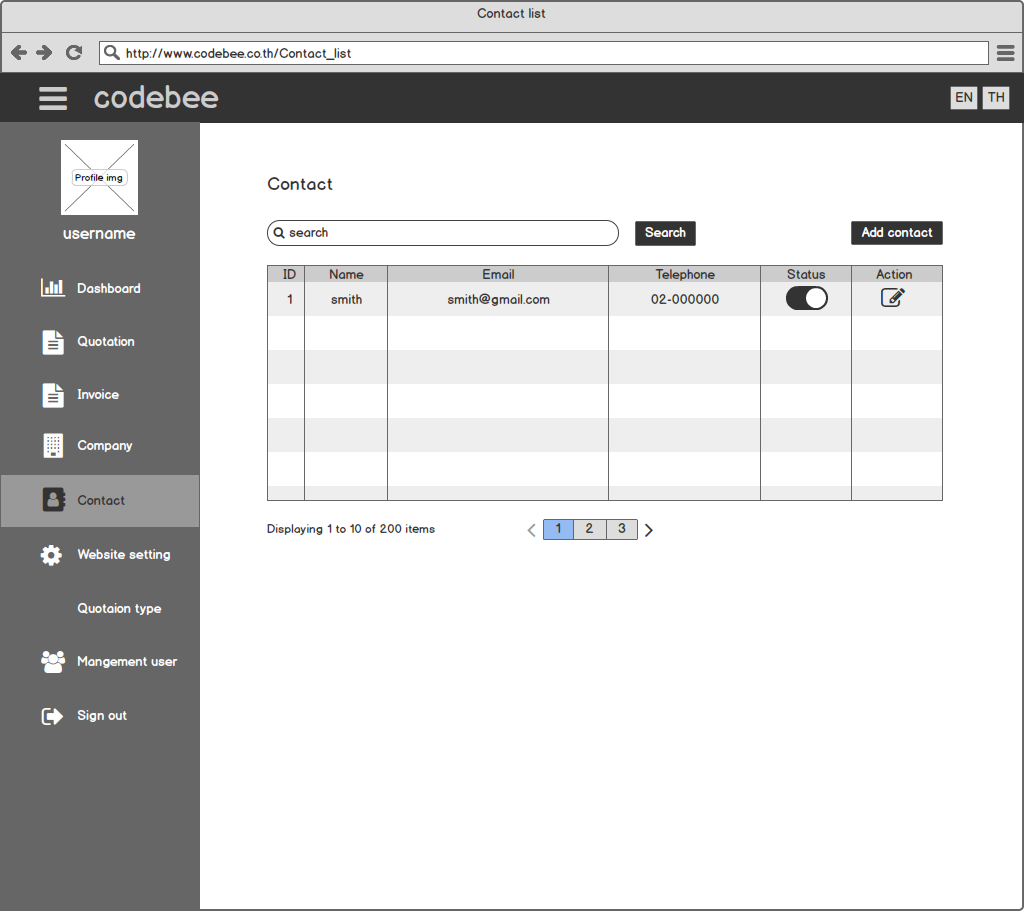 Contact list
http://www.codebee.co.th/Contact_list
codebee
EN TH
Profile img
username
Dashboard
Quotation
Invoice
Company
Contact
Website setting
Quotaion type
Mangement user
Sign out
Contact
search Search Add contact
ID Name Email Telephone Status Action
1 smith smith@gmail.com 02-000000
Displaying 1 to 10 of 200 items 1 2 3